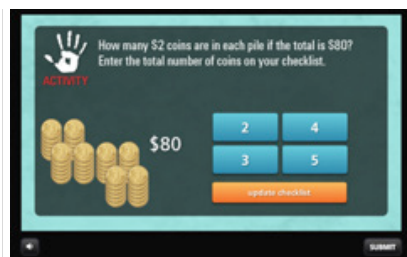 How many $2 coins are in each pile if the total is $80?
Enter the total number of coins on your checklist.
ACTIVITY
$80
2
4
3
5
update checklist
SUBMIT